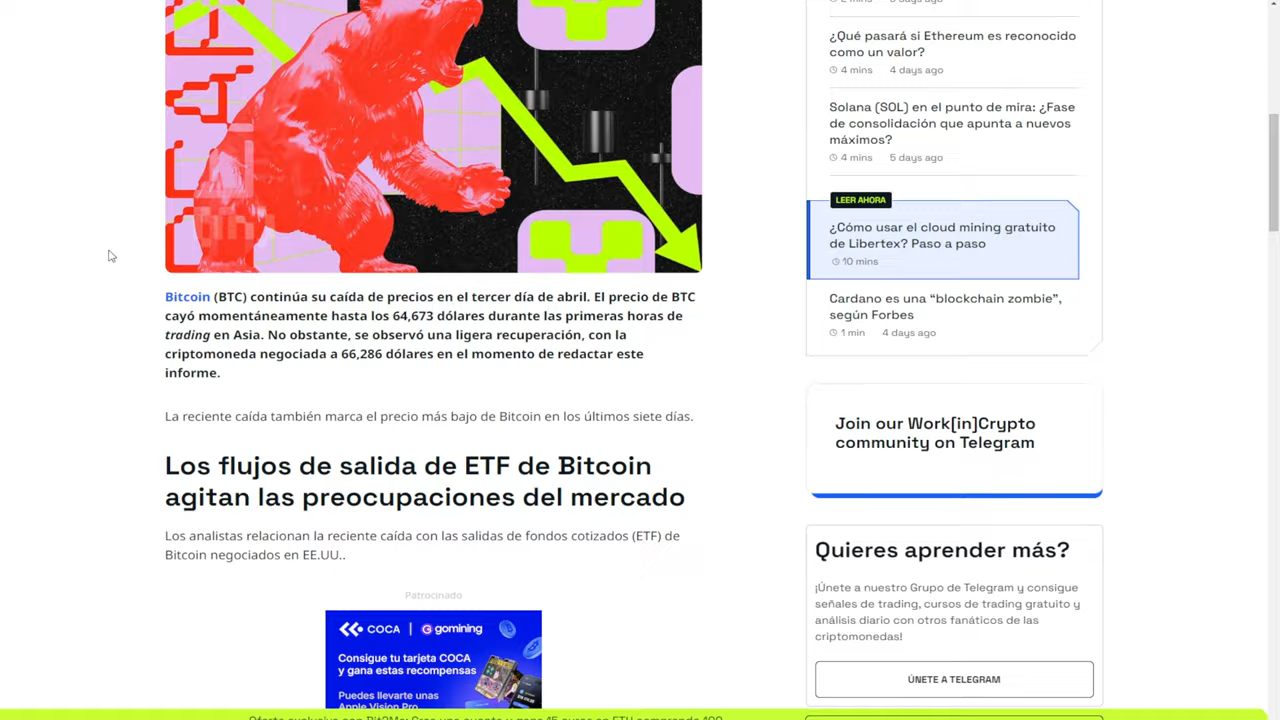 ¿Qué pasará si Ethereum es reconocido
como un valor?
4 mins 4 days ago
Solana (SOL) en el punto de mira: ¿Fase
de consolidación que apunta a nuevos
máximos?
4 mins 5 days ago
LEER AHORA
¿Cómo usar el cloud mining gratuito
de Libertex? Paso a paso
10 mins
Cardano es una “blockchain zombie”,
según Forbes
1 min 4 days ago
Bitcoin (BTC) continúa su caída de precios en el tercer día de abril. El precio de BTC
cayó momentáneamente hasta los 64,673 dólares durante las primeras horas de
trading en Asia. No obstante, se observó una ligera recuperación, con la
criptomoneda negociada a 66,286 dólares en el momento de redactar este
informe.
La reciente caída también marca el precio más bajo de Bitcoin en los últimos siete días.
Los flujos de salida de ETF de Bitcoin
agitan las preocupaciones del mercado
Los analistas relacionan la reciente caída con las salidas de fondos cotizados (ETF) de
Bitcoin negociados en EE.UU..
Patrocinado
COCA | gomining
Consigue tu tarjeta COCA
y gana estas recompensas
Puedes llevarte unas
Apple Vision Pro
Join our Work[in]Crypto
community on Telegram
Quieres aprender más?
¡Únete a nuestro Grupo de Telegram y consigue
señales de trading, cursos de trading gratuito y
análisis diario con otros fanáticos de las
criptomonedas!
ÚNETE A TELEGRAM